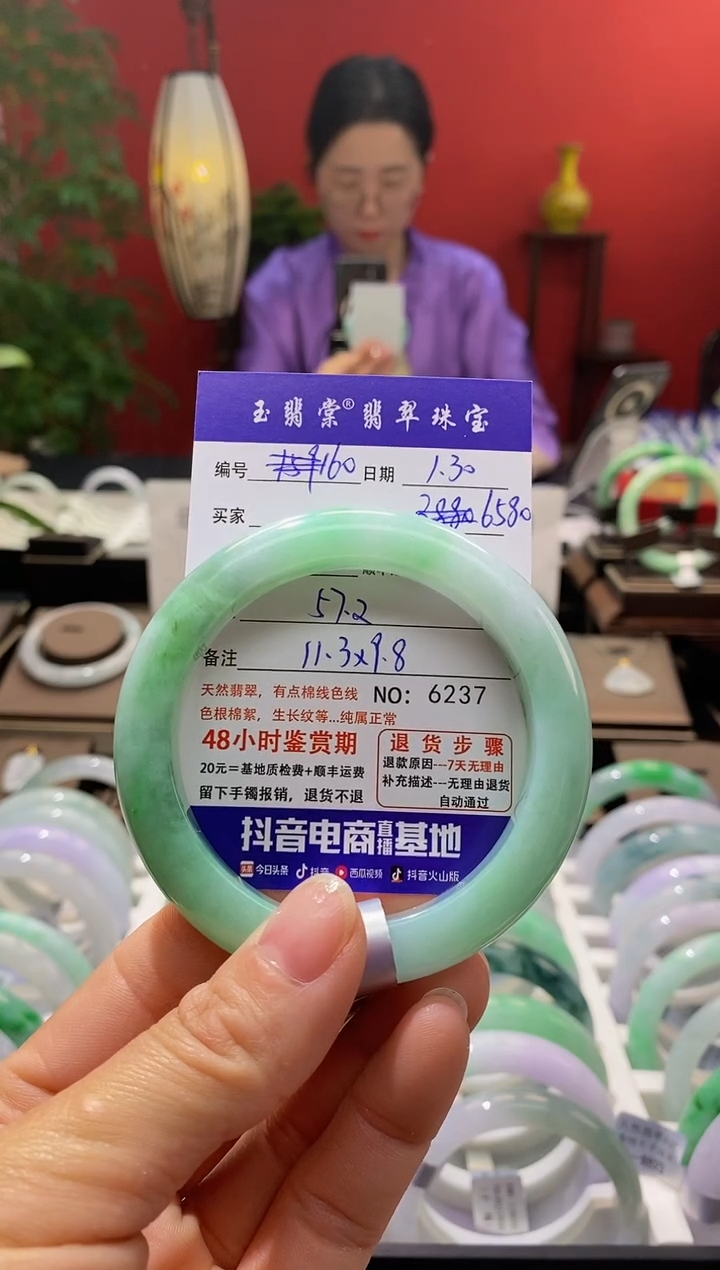 玉翡棠® 翡翠珠宝
编号 160 日期 1.30
买家 2880 6580
57.2
备注 11.3x9.8
天然翡翠，有点棉线色线 NO: 6237
色根棉絮，生长纹等...纯属正常
48小时鉴赏期
20元=基地质检费+顺丰运费
留下手镯报销，退货不退
退货步骤
退款原因---7天无理由
补充描述---无理由退货
自动通过
抖音电商直播基地
头条 今日头条 抖音 西瓜视频 抖音火山版